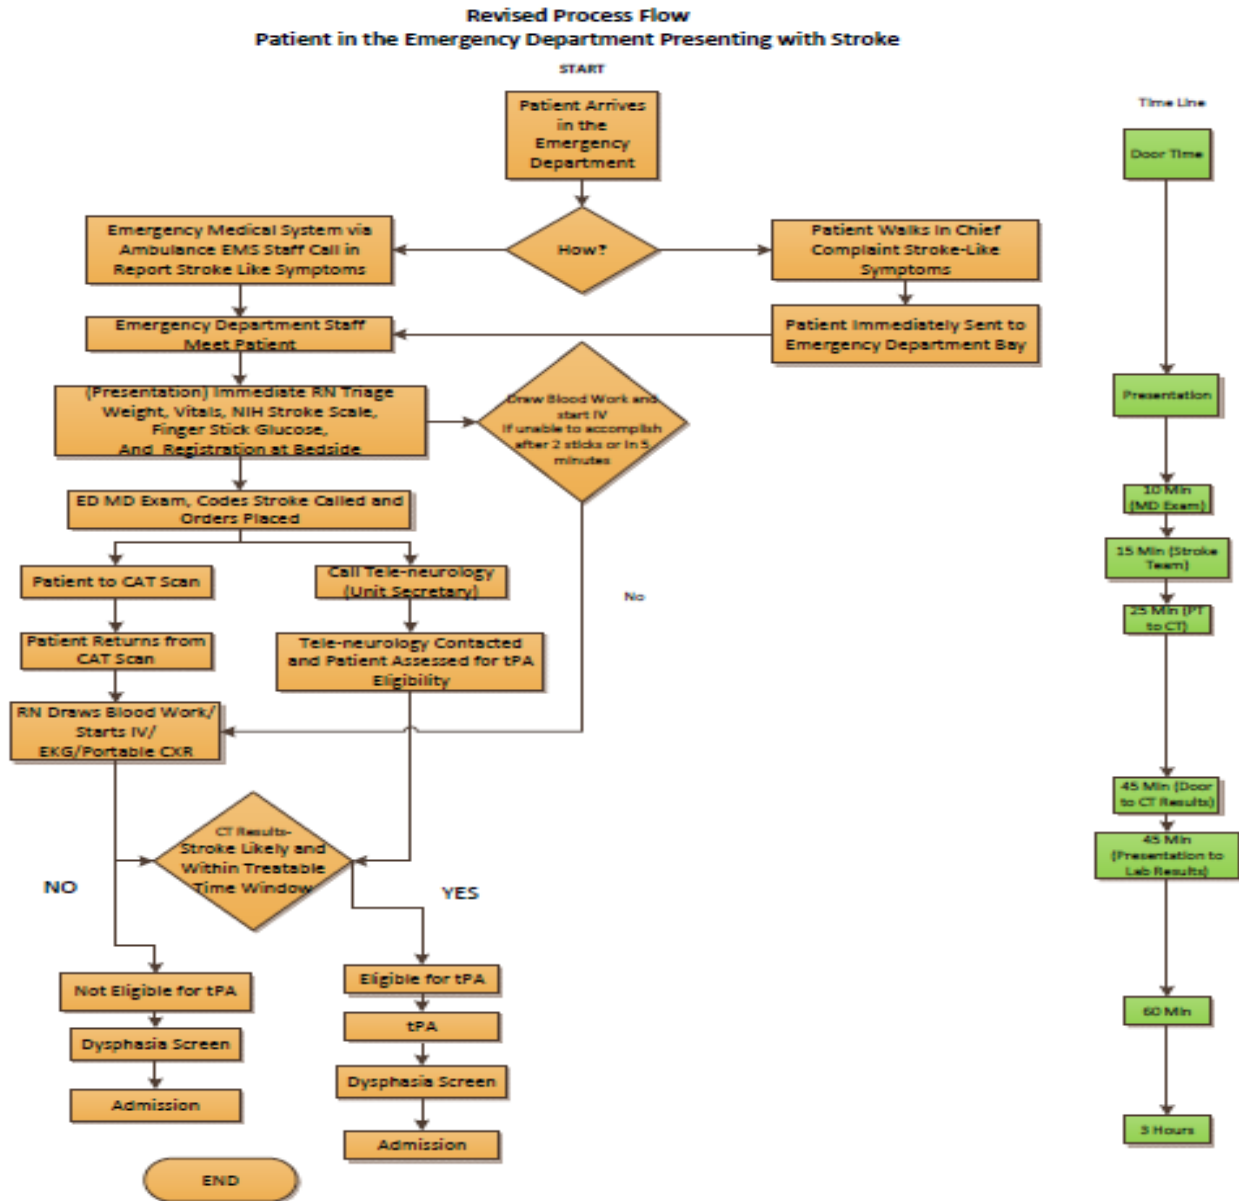 Revised Process Flow
Patient in the Emergency Department Presenting with Stroke
START
Patient Arrives
in the
Emergency
Department
How?
Emergency Medical System via
Ambulance EMS Staff Call in
Report Stroke Like Symptoms
Patient Walks In Chief
Complaint Stroke-Like
Symptoms
Emergency Department Staff
Meet Patient
Patient Immediately Sent to
Emergency Department Bay
(Presentation) Immediate RN Triage
Weight, Vitals, NIH Stroke Scale,
Finger Stick Glucose,
And Registration at Bedside
Draw Blood Work and
start IV
If unable to accomplish
after 2 sticks or in 5
minutes
ED MD Exam, Codes Stroke Called and
Orders Placed
Patient to CAT Scan
Call Tele-neurology
(Unit Secretary)
No
Patient Returns from
CAT Scan
Tele-neurology Contacted
and Patient Assessed for tPA
Eligibility
RN Draws Blood Work/
Starts IV/
EKG/Portable CXR
CT Results-
Stroke Likely and
Within Treatable
Time Window
NO
YES
Not Eligible for tPA
Dysphasia Screen
Admission
Eligible for tPA
tPA
Dysphasia Screen
Admission
END
Time Line
Door Time
Presentation
10 Min
(MD Exam)
15 Min (Stroke
Team)
25 Min (PT
to CT)
45 Min (Door
to CT Results)
45 Min
(Presentation to
Lab Results)
60 Min
3 Hours